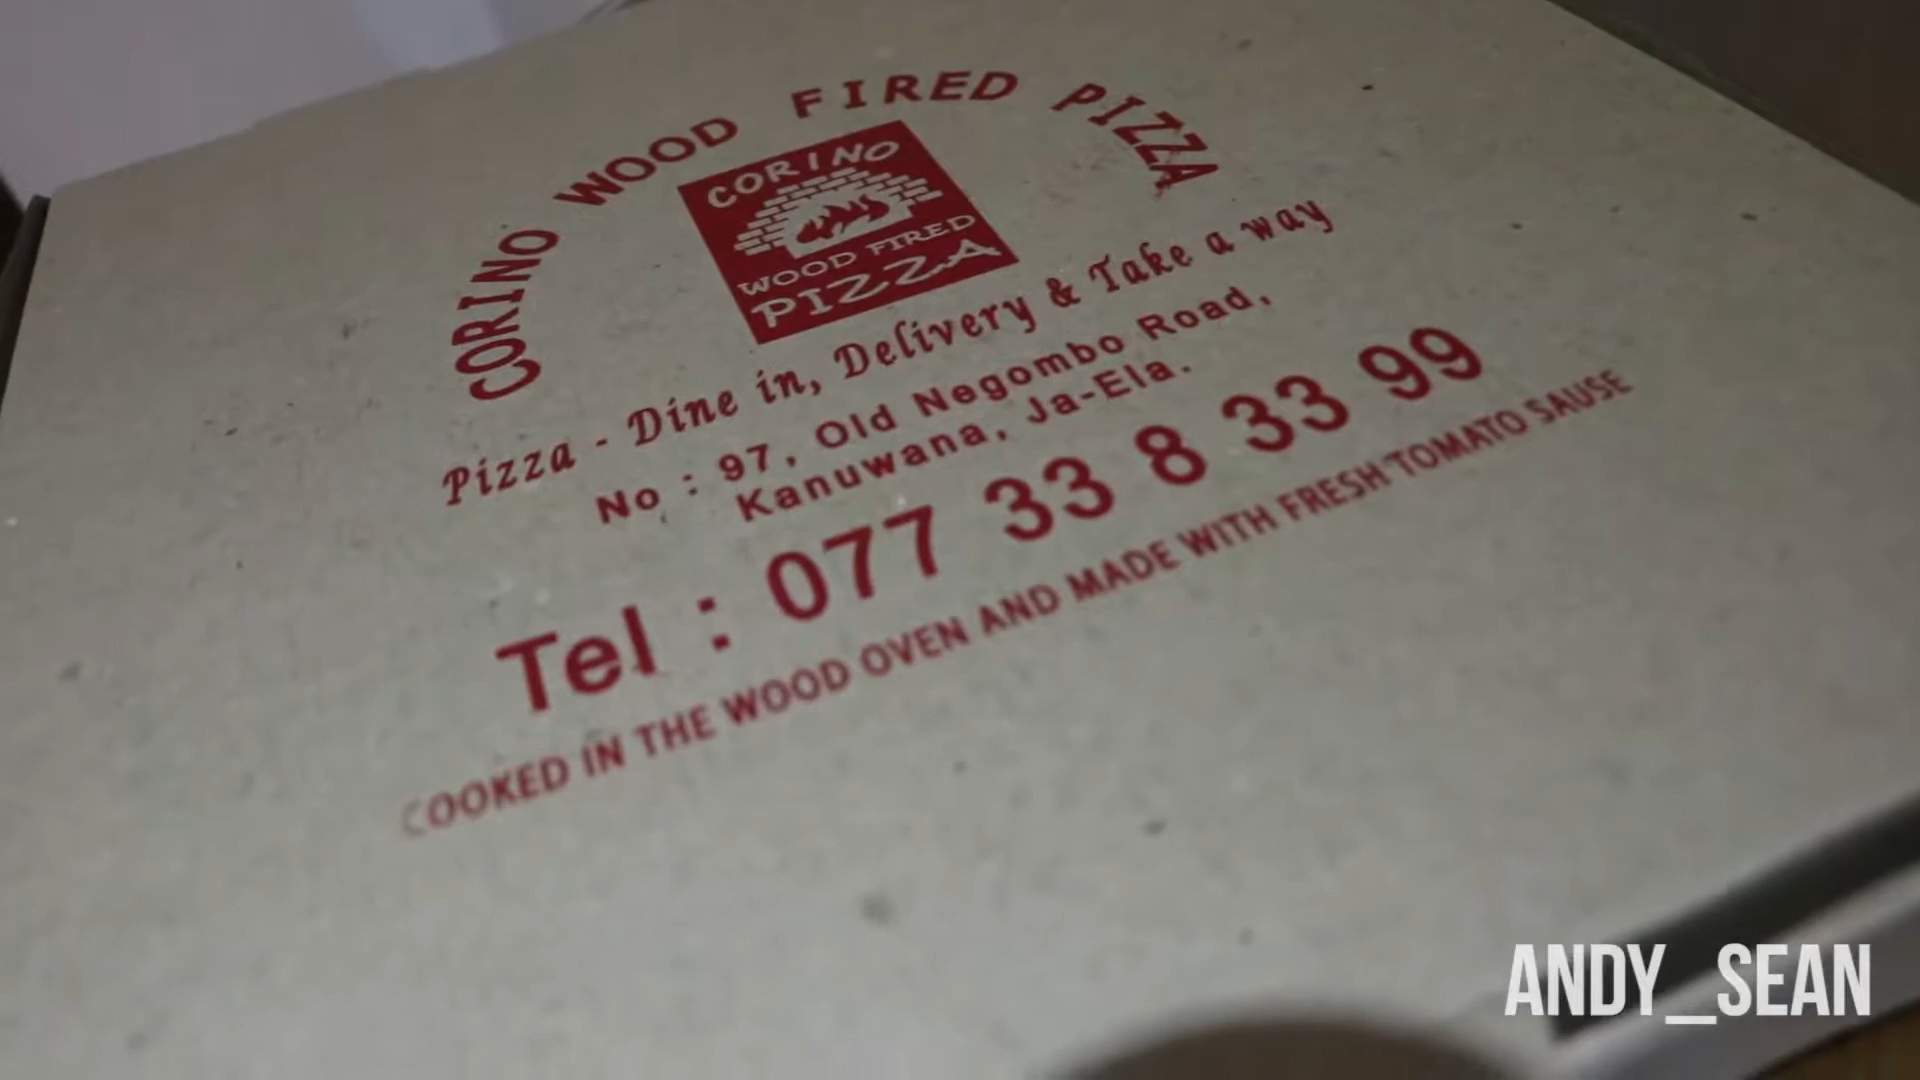 CORINO WOOD FIRED PIZZA
CORINO
WOOD FIRED
PIZZA
Pizza - Dine in, Delivery & Take a way
No : 97, Old Negombo Road,
Kanuwana, Ja-Ela.
Tel : 077 33 8 33 99
COOKED IN THE WOOD OVEN AND MADE WITH FRESH TOMATO SAUSE
ANDY_SEAN